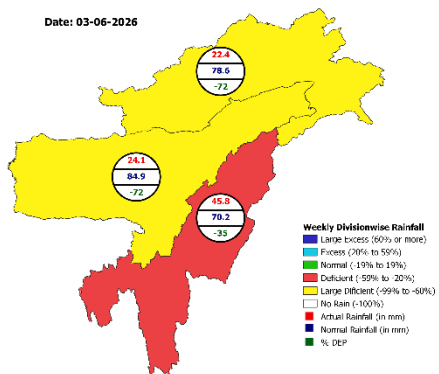 Date: 03-06-2026
22.4
78.6
-72
24.1
84.9
-72
45.8
70.2
-35
Weekly Divisionwise Rainfall
Large Excess (60% or more)
Excess (20% to 59%)
Normal (-19% to 19%)
Deficient (-59% to -20%)
Large Dificient (-99% to -60%)
No Rain (-100%)
Actual Rainfall (in mm)
Normal Rainfall (in mm)
% DEP